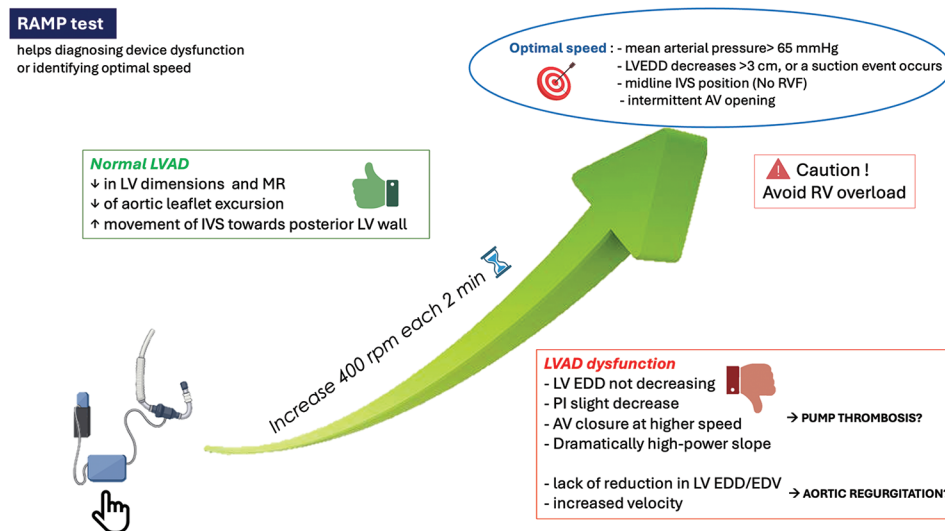 RAMP test
helps diagnosing device dysfunction
or identifying optimal speed
Optimal speed : - mean arterial pressure> 65 mmHg
- LVEDD decreases >3 cm, or a suction event occurs
- midline IVS position (No RVF)
- intermittent AV opening
Normal LVAD
↓ in LV dimensions and MR
↓ of aortic leaflet excursion
↑ movement of IVS towards posterior LV wall
Caution !
Avoid RV overload
Increase 400 rpm each 2 min
LVAD dysfunction
- LV EDD not decreasing
- PI slight decrease
- AV closure at higher speed
- Dramatically high-power slope
→ PUMP THROMBOSIS?
- lack of reduction in LV EDD/EDV
- increased velocity
→ AORTIC REGURGITATION?